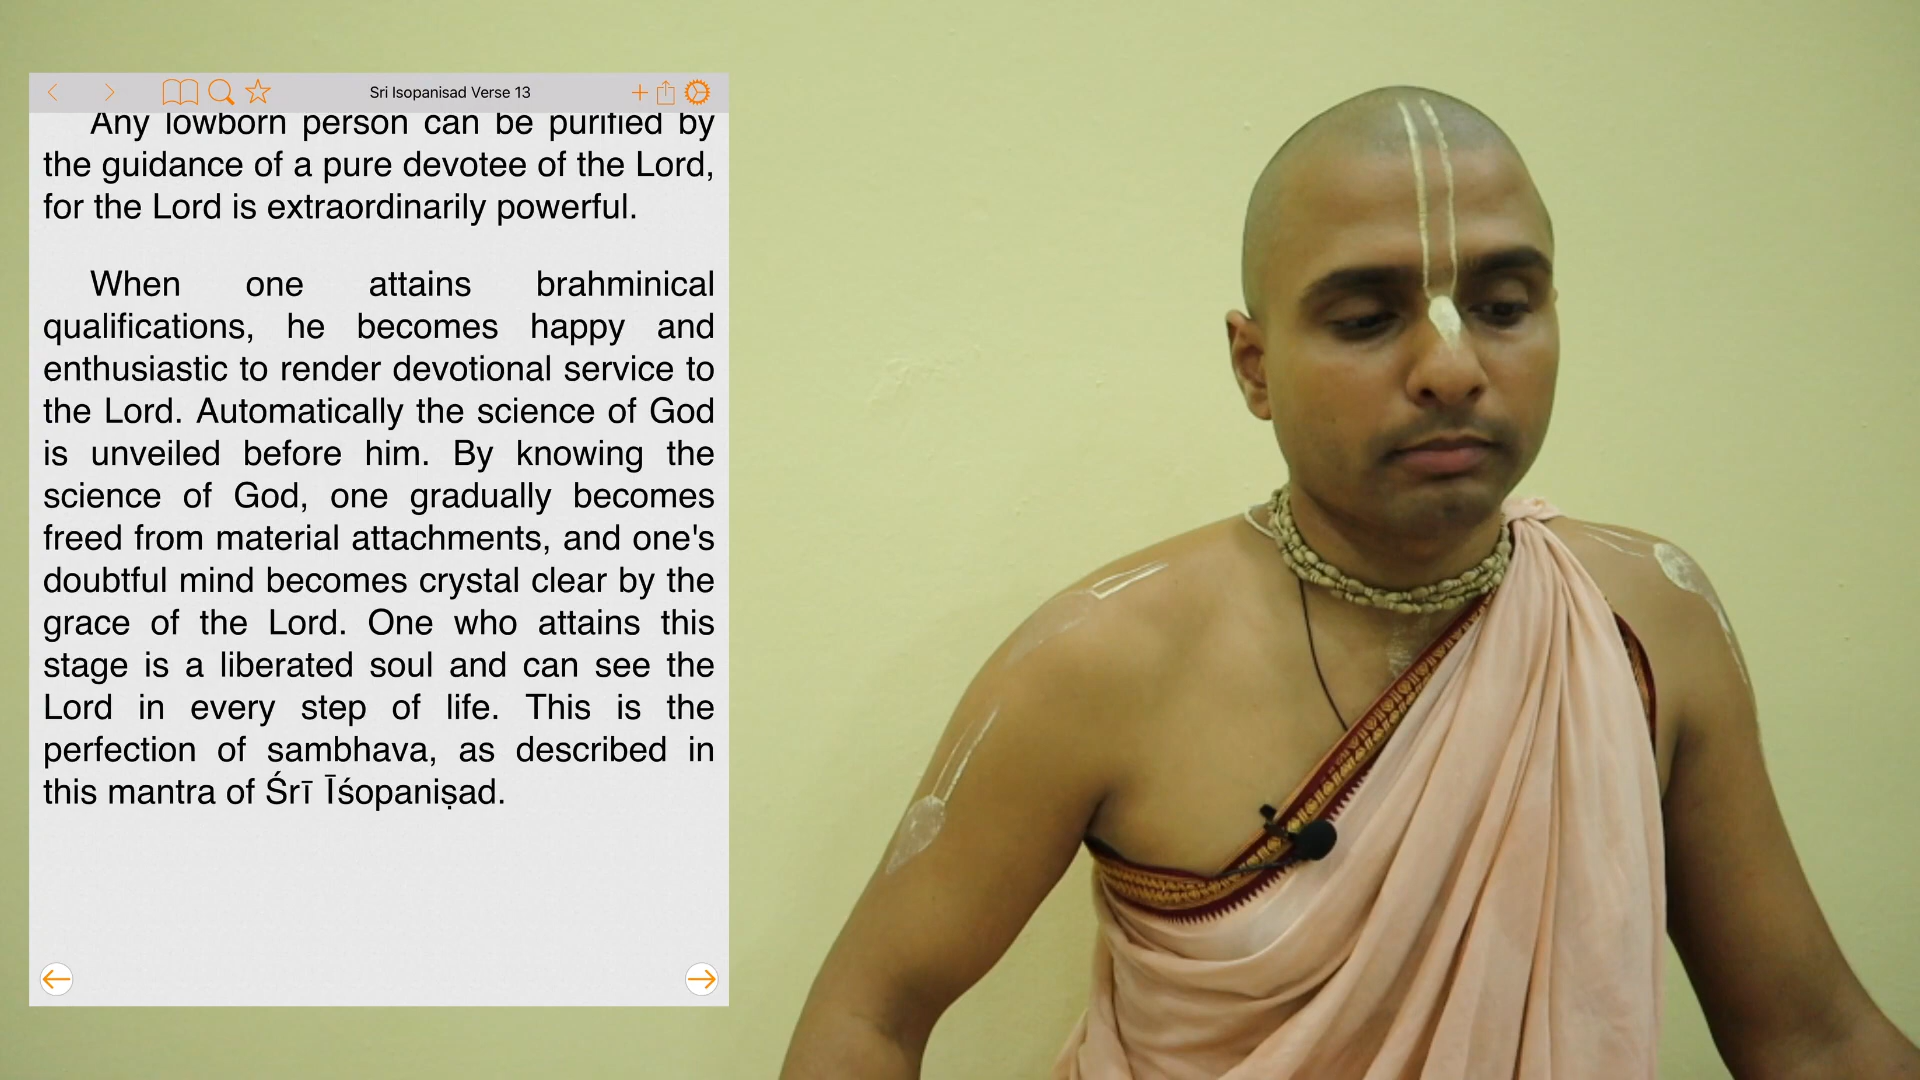 Sri Isopanisad Verse 13
Any lowborn person can be purified by
the guidance of a pure devotee of the Lord,
for the Lord is extraordinarily powerful.
When one attains brahminical
qualifications, he becomes happy and
enthusiastic to render devotional service to
the Lord. Automatically the science of God
is unveiled before him. By knowing the
science of God, one gradually becomes
freed from material attachments, and one's
doubtful mind becomes crystal clear by the
grace of the Lord. One who attains this
stage is a liberated soul and can see the
Lord in every step of life. This is the
perfection of sambhava, as described in
this mantra of Śrī Īśopaniṣad.